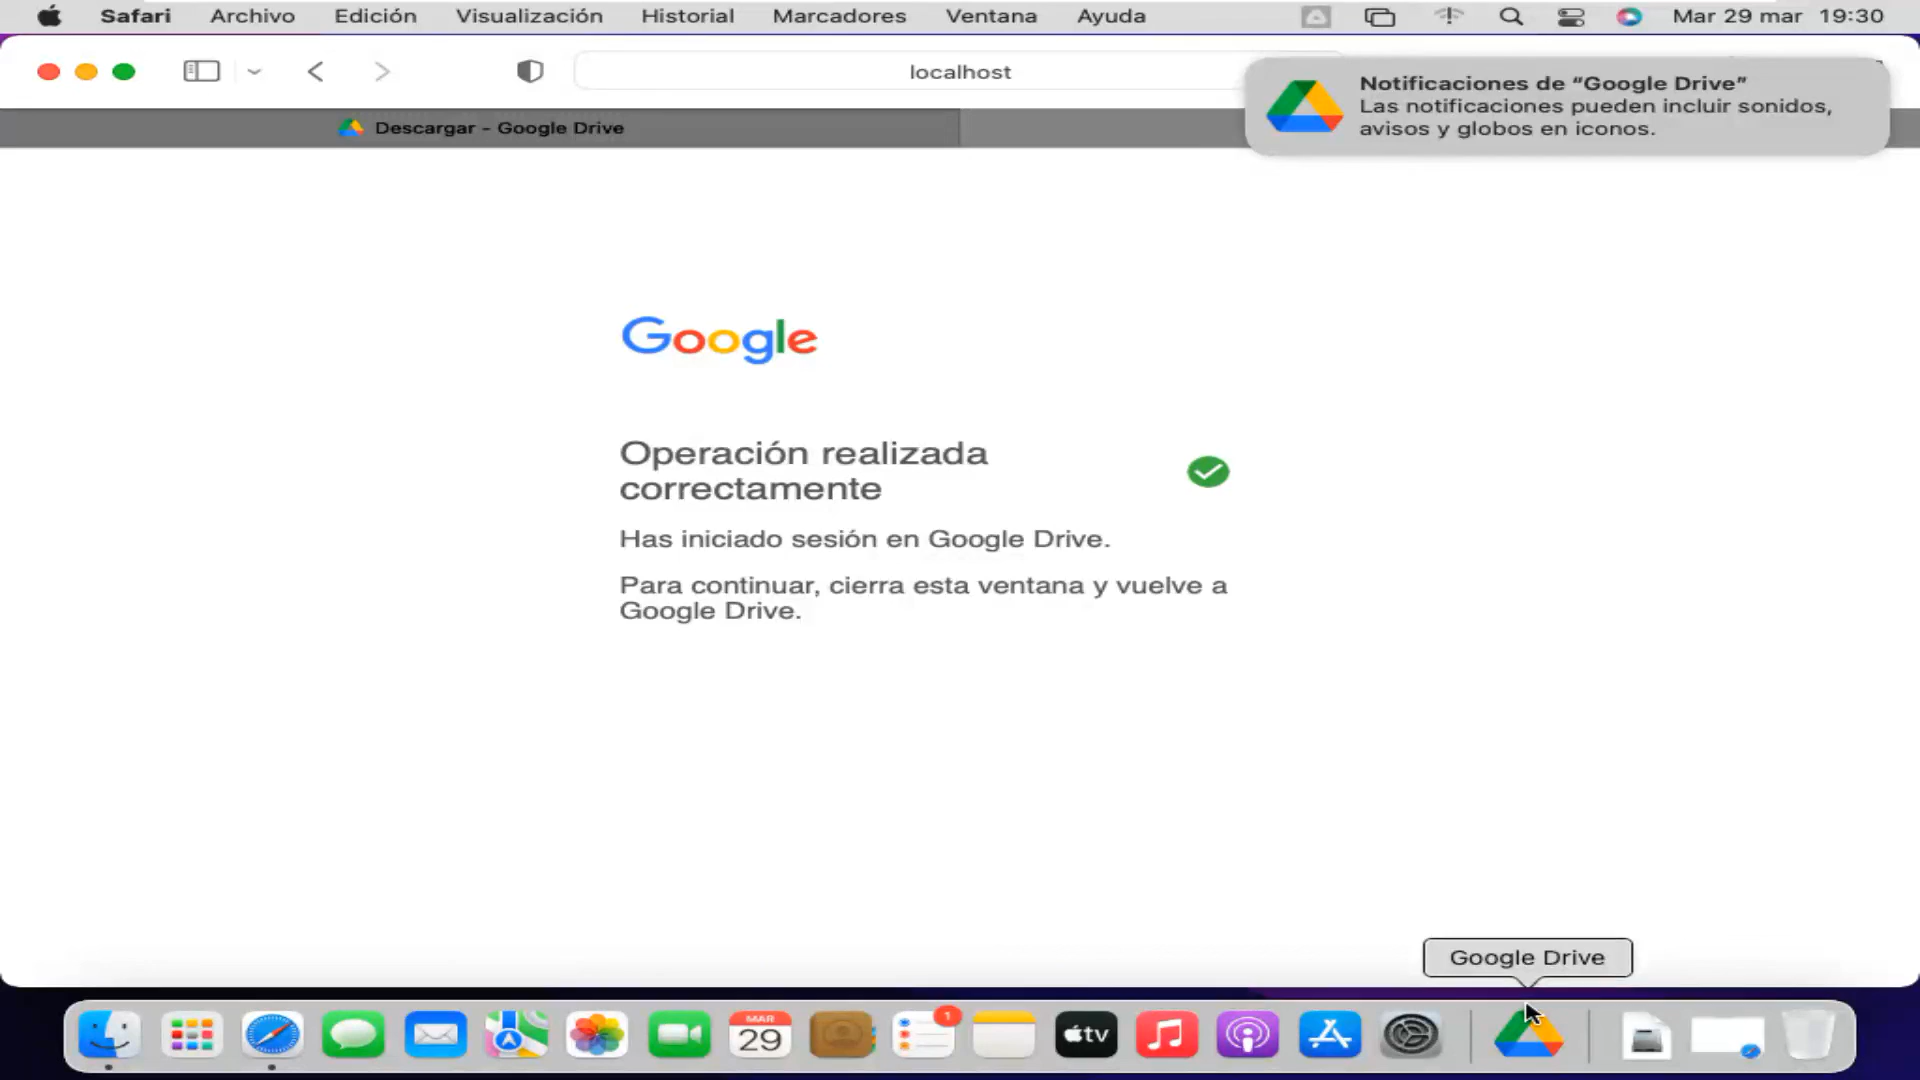 Safari Archivo Edición Visualización Historial Marcadores Ventana Ayuda Mar 29 mar 19:30
localhost
Notificaciones de “Google Drive”
Las notificaciones pueden incluir sonidos,
avisos y globos en iconos.
Descargar – Google Drive
Google
Operación realizada
correctamente
Has iniciado sesión en Google Drive.
Para continuar, cierra esta ventana y vuelve a
Google Drive.
Google Drive
MAR
29
1
tv